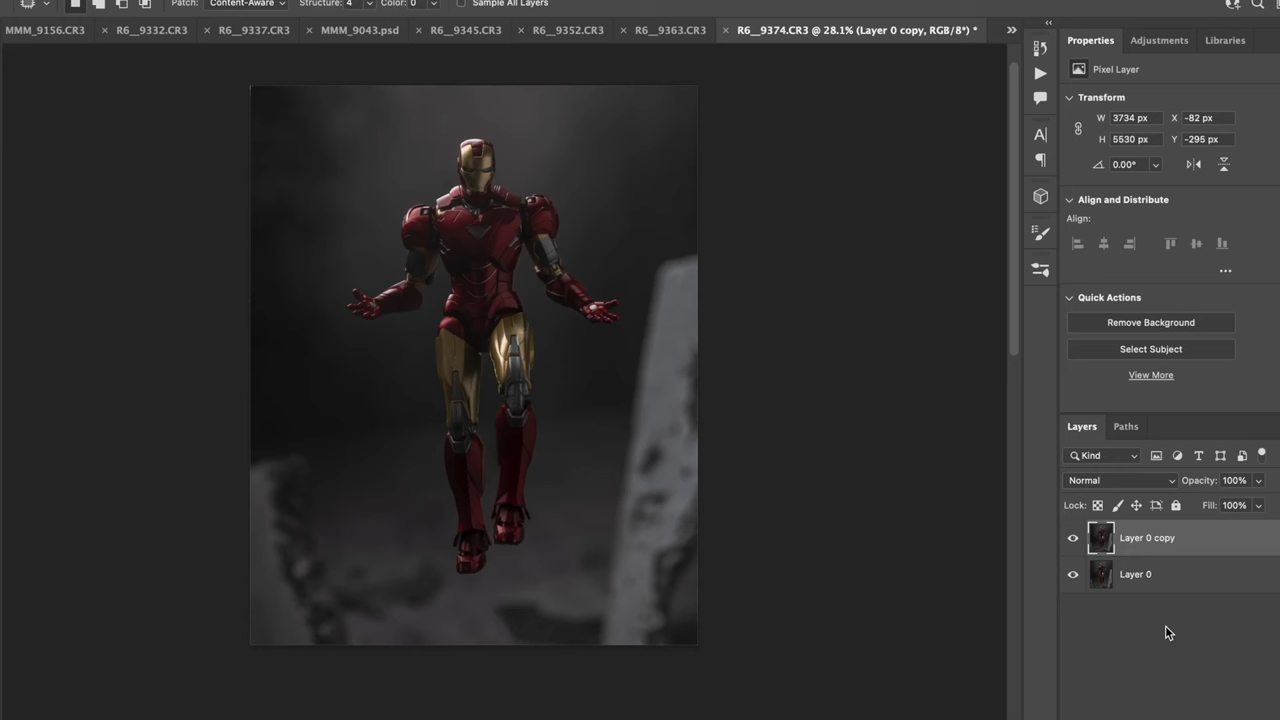 Patch: Content-Aware Structure: 4 Color: 0 Sample All Layers
MMM_9156.CR3 × R6__9332.CR3 × R6__9337.CR3 × MMM_9043.psd × R6__9345.CR3 × R6__9352.CR3 × R6__9363.CR3 × R6__9374.CR3 @ 28.1% (Layer 0 copy, RGB/8*) * »
Properties Adjustments Libraries
Pixel Layer
Transform
W 3734 px X -82 px
H 5530 px Y -295 px
0.00°
Align and Distribute
Align:
Quick Actions
Remove Background
Select Subject
View More
Layers Paths
Kind
Normal Opacity: 100%
Lock: Fill: 100%
Layer 0 copy
Layer 0